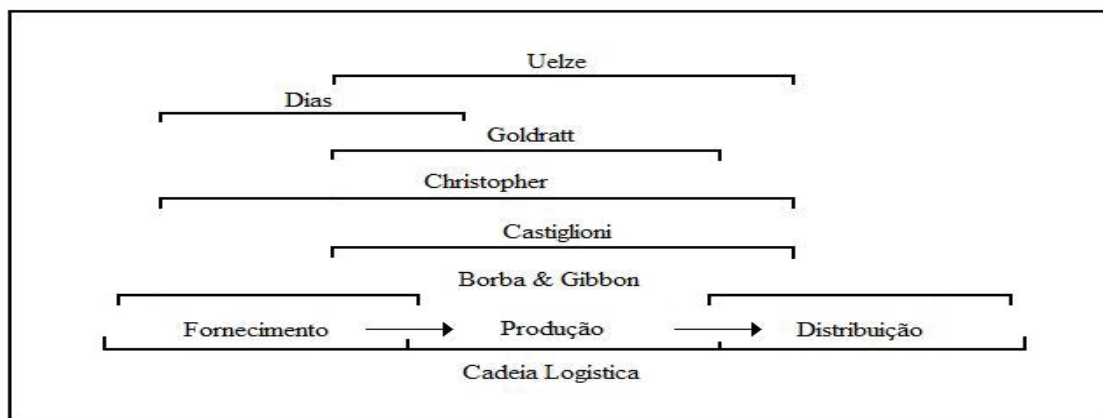 Uelze
Dias
Goldratt
Christopher
Castiglioni
Borba & Gibbon
Fornecimento Produção Distribuição
Cadeia Logistica